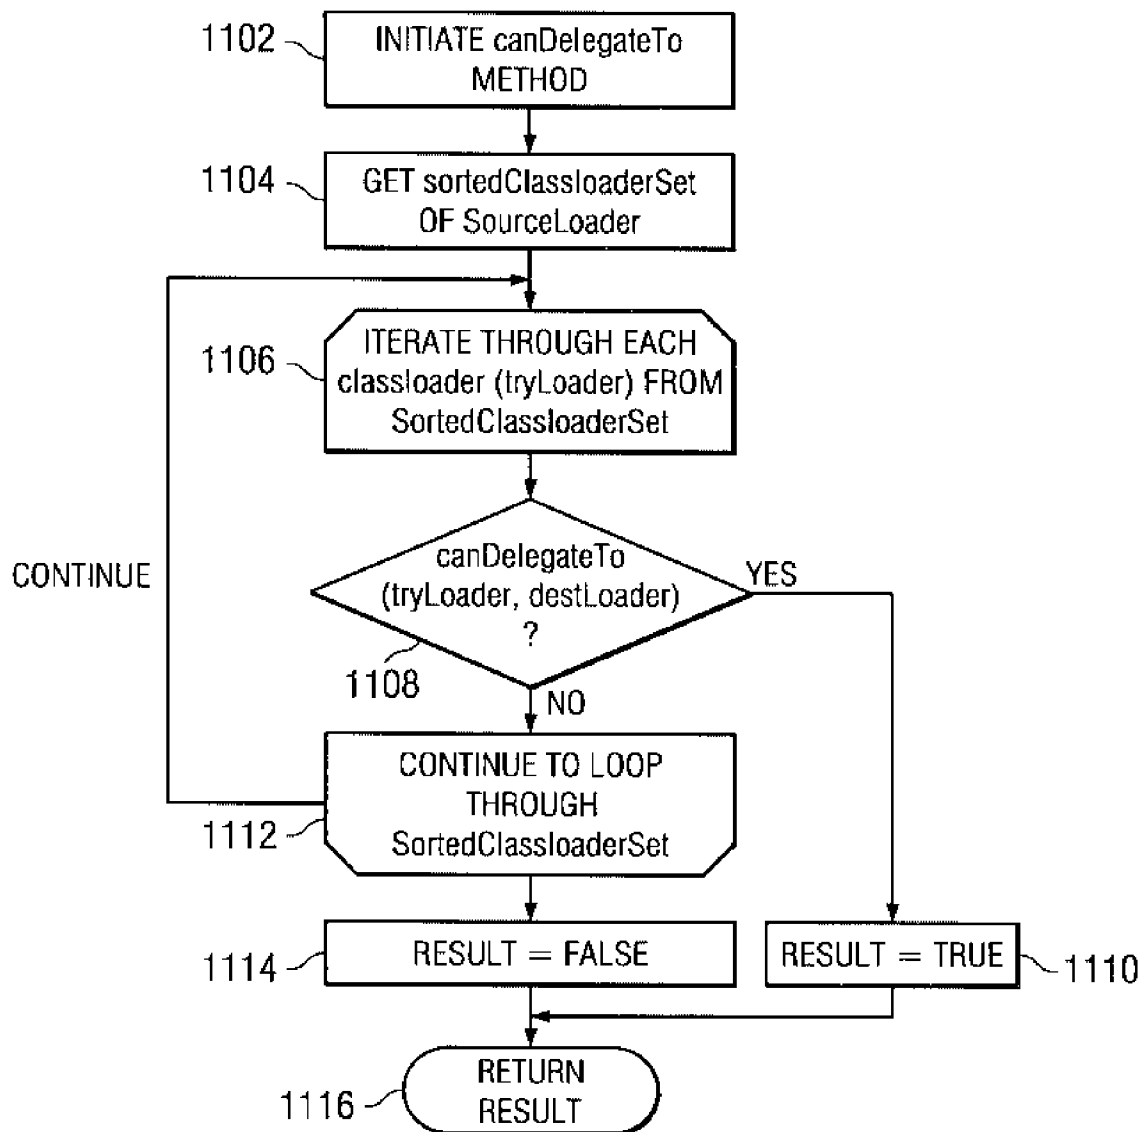 1102
INITIATE canDelegateTo
METHOD
1104
GET sortedClassloaderSet
OF SourceLoader
1106
ITERATE THROUGH EACH
classloader (tryLoader) FROM
SortedClassloaderSet
CONTINUE
canDelegateTo
(tryLoader, destLoader)
?
YES
1108
NO
CONTINUE TO LOOP
THROUGH
SortedClassloaderSet
1112
1114
RESULT = FALSE
RESULT = TRUE
1110
RETURN
RESULT
1116